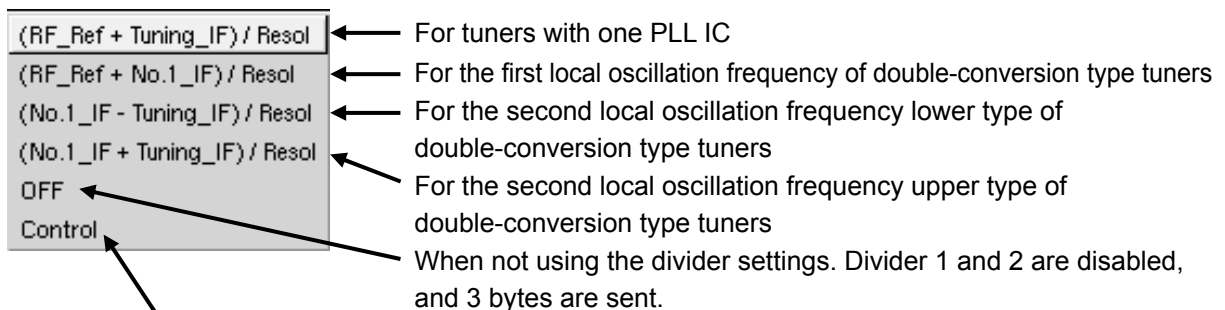 (RF_Ref + Tuning_IF) / Resol
For tuners with one PLL IC
(RF_Ref + No.1_IF) / Resol
For the first local oscillation frequency of double-conversion type tuners
(No.1_IF - Tuning_IF) / Resol
For the second local oscillation frequency lower type of
double-conversion type tuners
(No.1_IF + Tuning_IF) / Resol
For the second local oscillation frequency upper type of
double-conversion type tuners
OFF
When not using the divider settings. Divider 1 and 2 are disabled,
and 3 bytes are sent.
Control